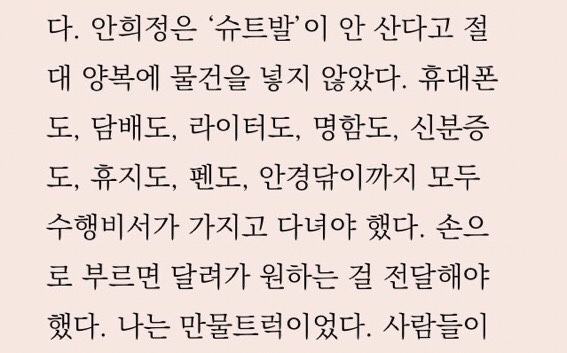 다. 안희정은 ‘슈트발’이 안 산다고 절
대 양복에 물건을 넣지 않았다. 휴대폰
도, 담배도, 라이터도, 명함도, 신분증
도, 휴지도, 펜도, 안경닦이까지 모두
수행비서가 가지고 다녀야 했다. 손으
로 부르면 달려가 원하는 걸 전달해야
했다. 나는 만물트럭이었다. 사람들이